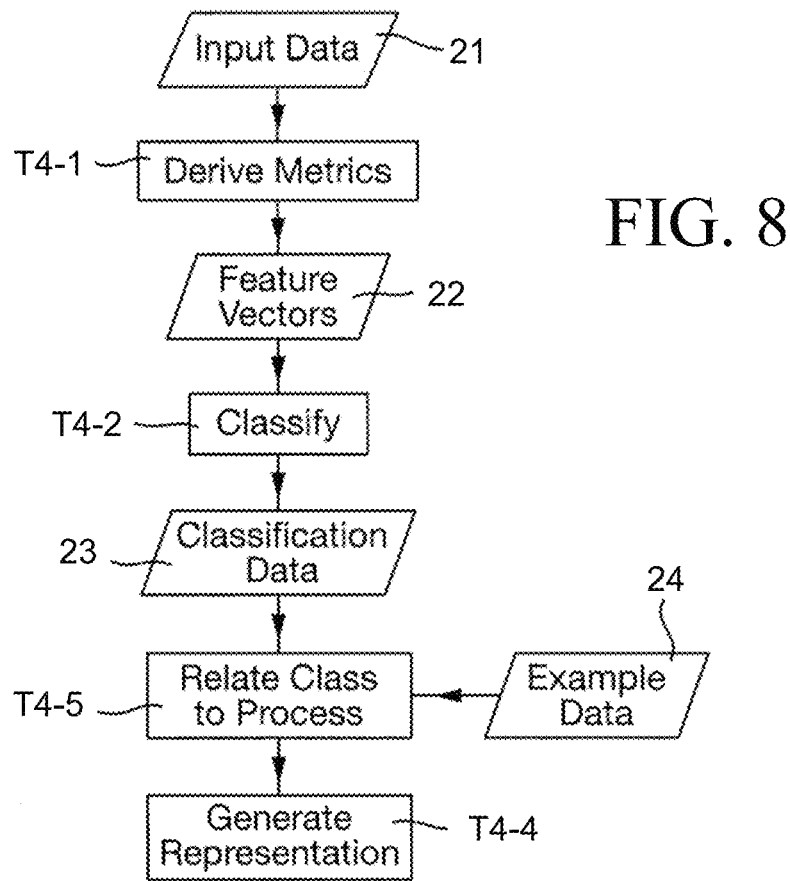 Input Data
21
T4-1
Derive Metrics
FIG. 8
Feature
Vectors
22
T4-2
Classify
23
Classification
Data
24
T4-5
Relate Class
to Process
Example
Data
Generate
Representation
T4-4